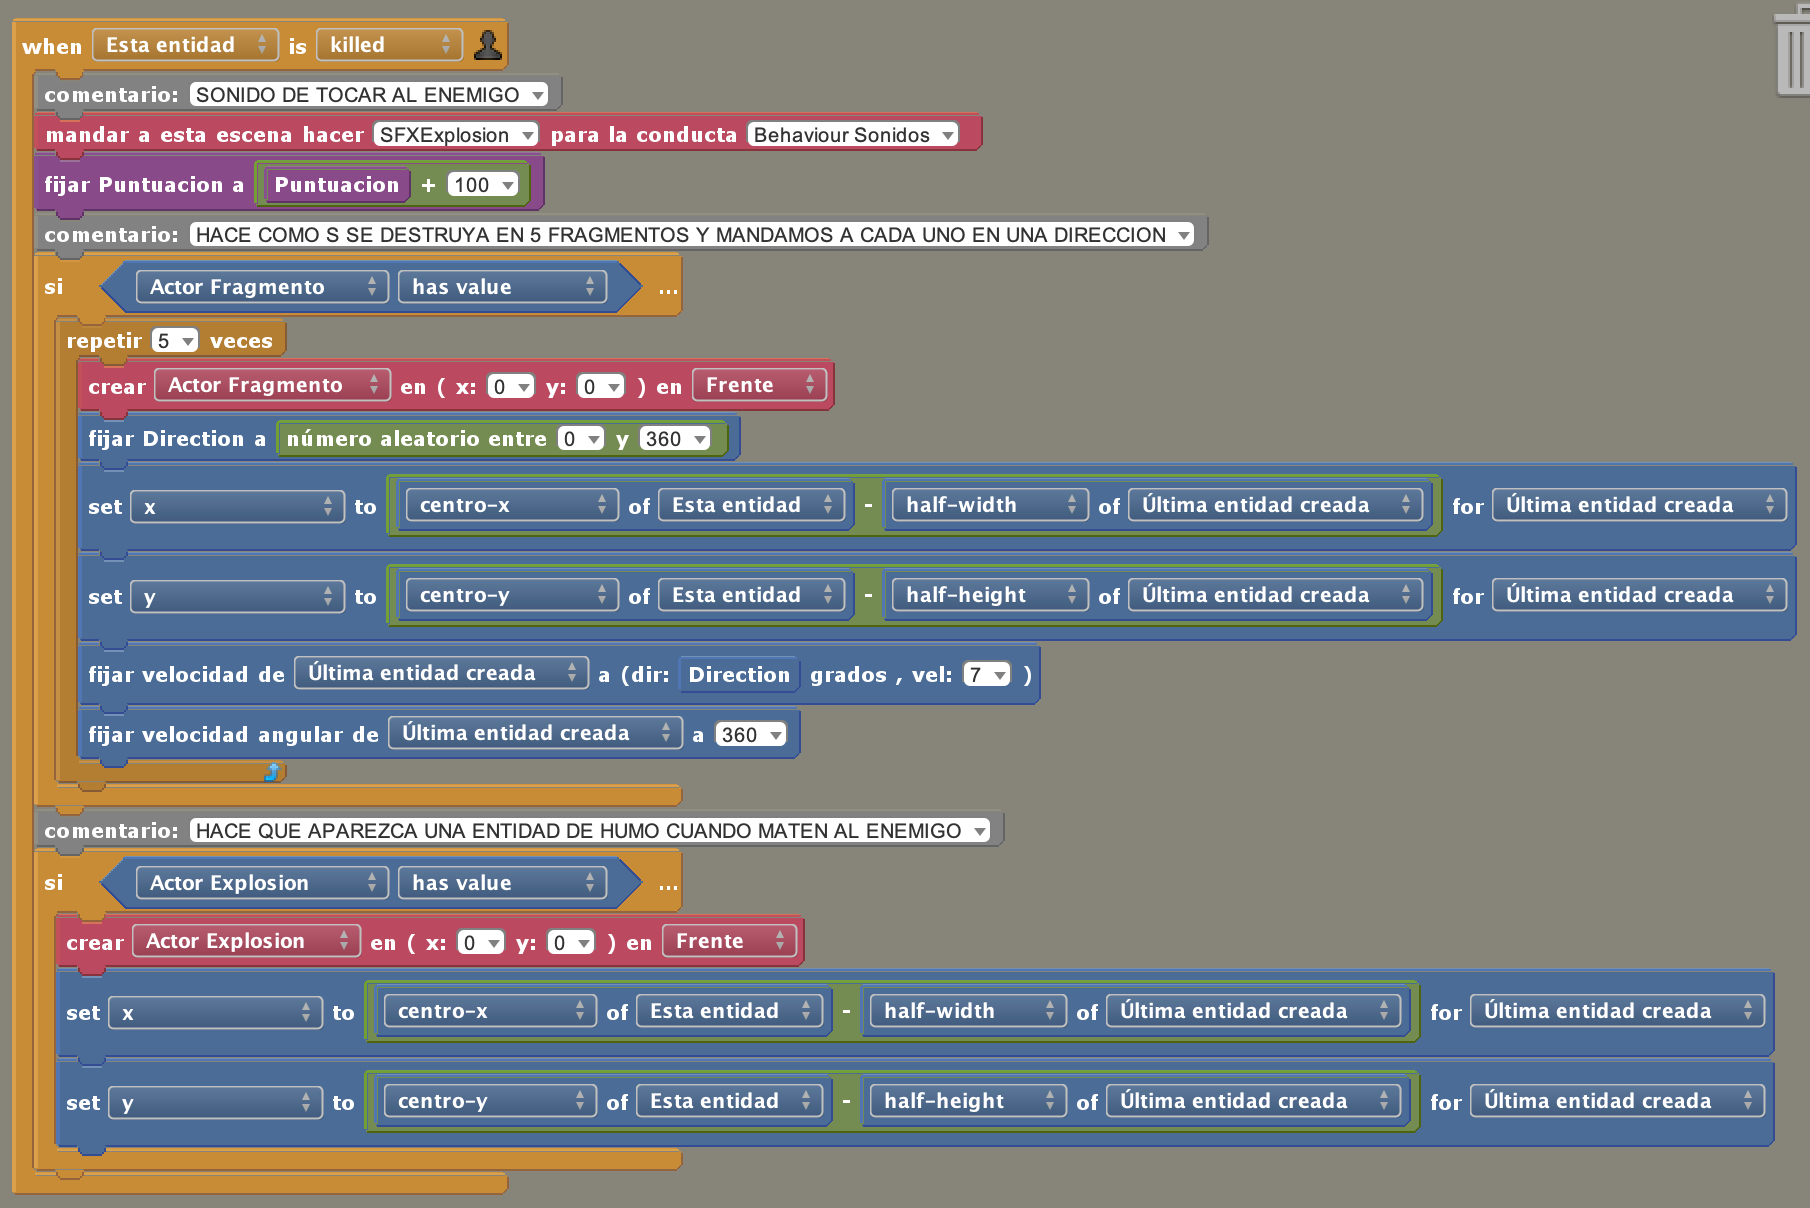 when Esta entidad is killed
comentario: SONIDO DE TOCAR AL ENEMIGO
mandar a esta escena hacer SFXExplosion para la conducta Behaviour Sonidos
fijar Puntuacion a Puntuacion + 100
comentario: HACE COMO S SE DESTRUYA EN 5 FRAGMENTOS Y MANDAMOS A CADA UNO EN UNA DIRECCION
si Actor Fragmento has value ...
repetir 5 veces
crear Actor Fragmento en ( x: 0 y: 0 ) en Frente
fijar Direction a número aleatorio entre 0 y 360
set x to centro-x of Esta entidad - half-width of Última entidad creada for Última entidad creada
set y to centro-y of Esta entidad - half-height of Última entidad creada for Última entidad creada
fijar velocidad de Última entidad creada a (dir: Direction grados , vel: 7 )
fijar velocidad angular de Última entidad creada a 360
comentario: HACE QUE APAREZCA UNA ENTIDAD DE HUMO CUANDO MATEN AL ENEMIGO
si Actor Explosion has value ...
crear Actor Explosion en ( x: 0 y: 0 ) en Frente
set x to centro-x of Esta entidad - half-width of Última entidad creada for Última entidad creada
set y to centro-y of Esta entidad - half-height of Última entidad creada for Última entidad creada